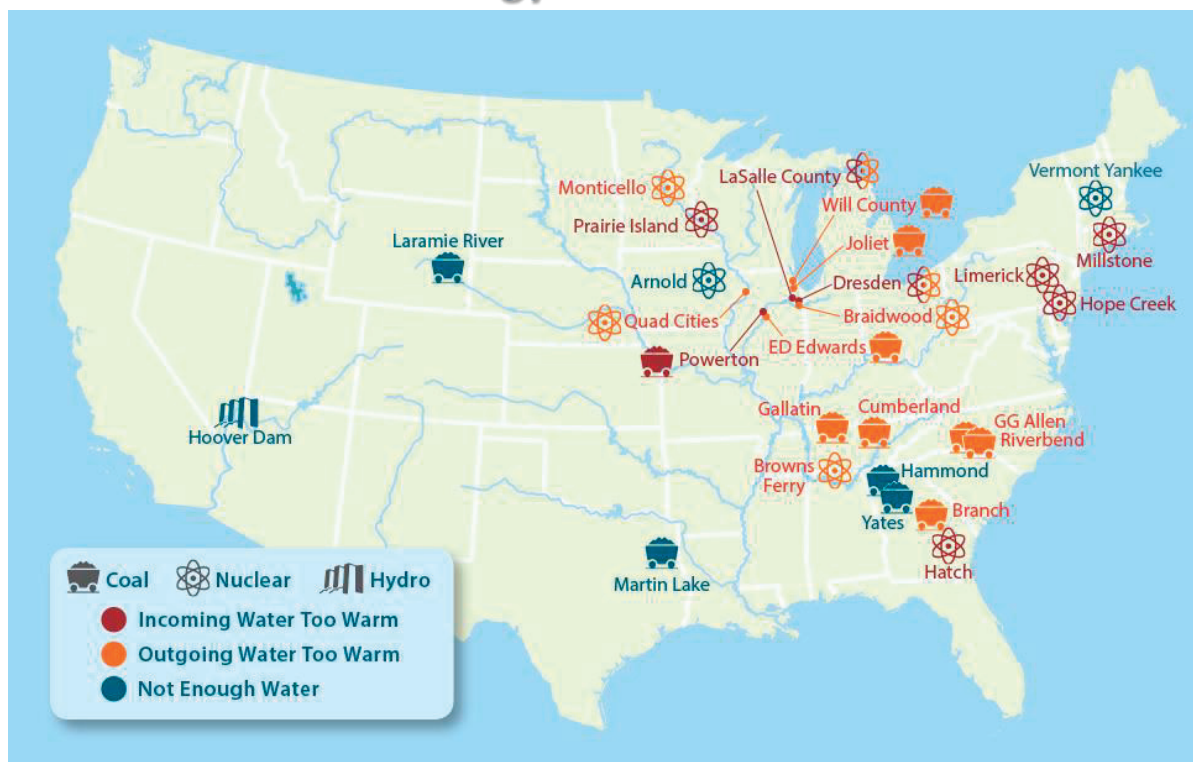 LaSalle County
Vermont Yankee
Monticello
Will County
Prairie Island
Laramie River
Joliet
Millstone
Arnold
Dresden
Limerick
Hope Creek
Quad Cities
Braidwood
ED Edwards
Powerton
Gallatin
Cumberland
GG Allen
Riverbend
Hoover Dam
Browns
Ferry
Hammond
Yates
Branch
Hatch
Martin Lake
Coal
Nuclear
Hydro
Incoming Water Too Warm
Outgoing Water Too Warm
Not Enough Water